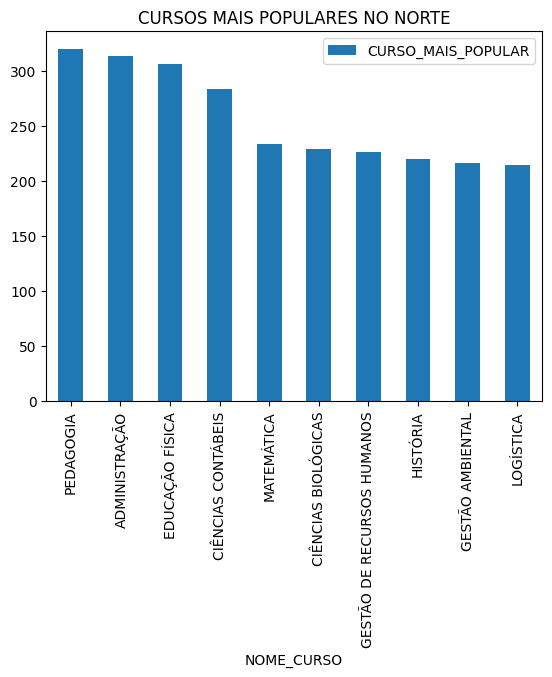 CURSOS MAIS POPULARES NO NORTE
CURSO_MAIS_POPULAR
300
250
200
150
100
50
0
PEDAGOGIA
ADMINISTRAÇÃO
EDUCAÇÃO FÍSICA
CIÊNCIAS CONTÁBEIS
MATEMÁTICA
CIÊNCIAS BIOLÓGICAS
GESTÃO DE RECURSOS HUMANOS
HISTÓRIA
GESTÃO AMBIENTAL
LOGÍSTICA
NOME_CURSO